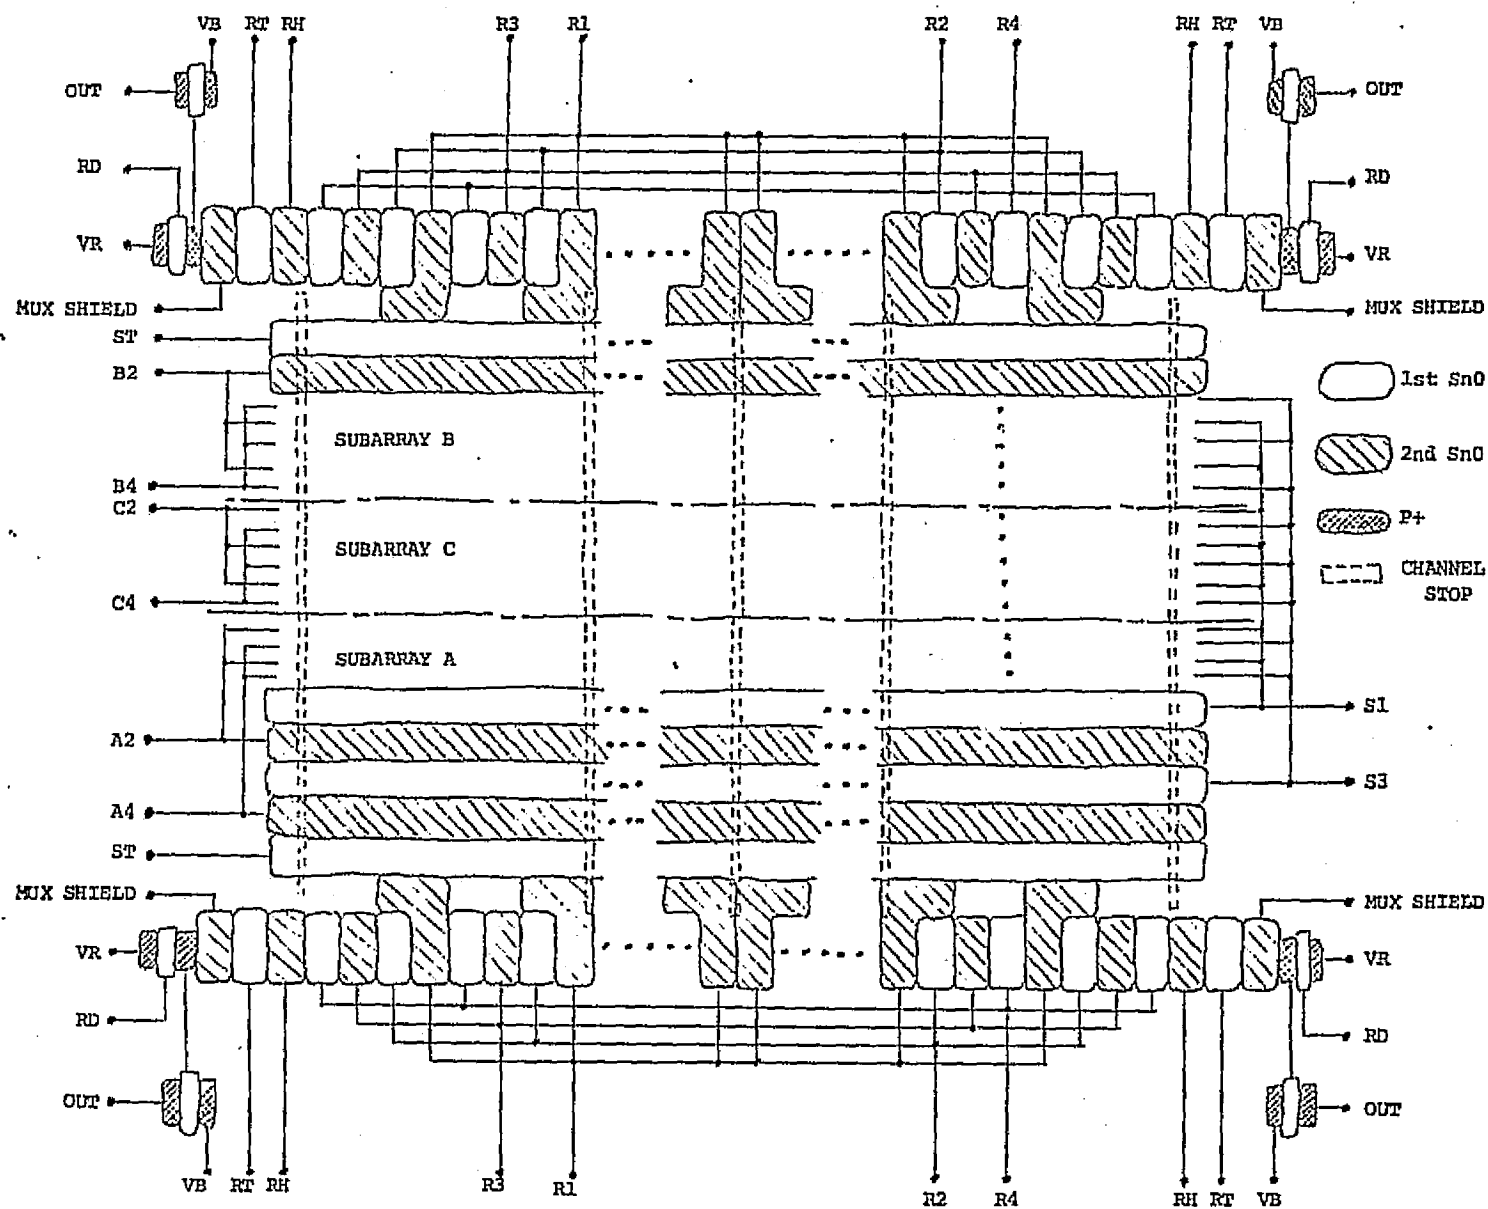 VB RT RH R3 R1 R2 R4 RH RT VB
OUT OUT
RD RD
VR VR
MUX SHIELD MUX SHIELD
ST
B2
1st SnO
SUBARRAY B
2nd SnO
B4
C2
P+
SUBARRAY C
CHANNEL
STOP
C4
SUBARRAY A
S1
A2
S3
A4
ST
MUX SHIELD MUX SHIELD
VR VR
RD RD
OUT OUT
VB RT RH R3 R1 R2 R4 RH RT VB